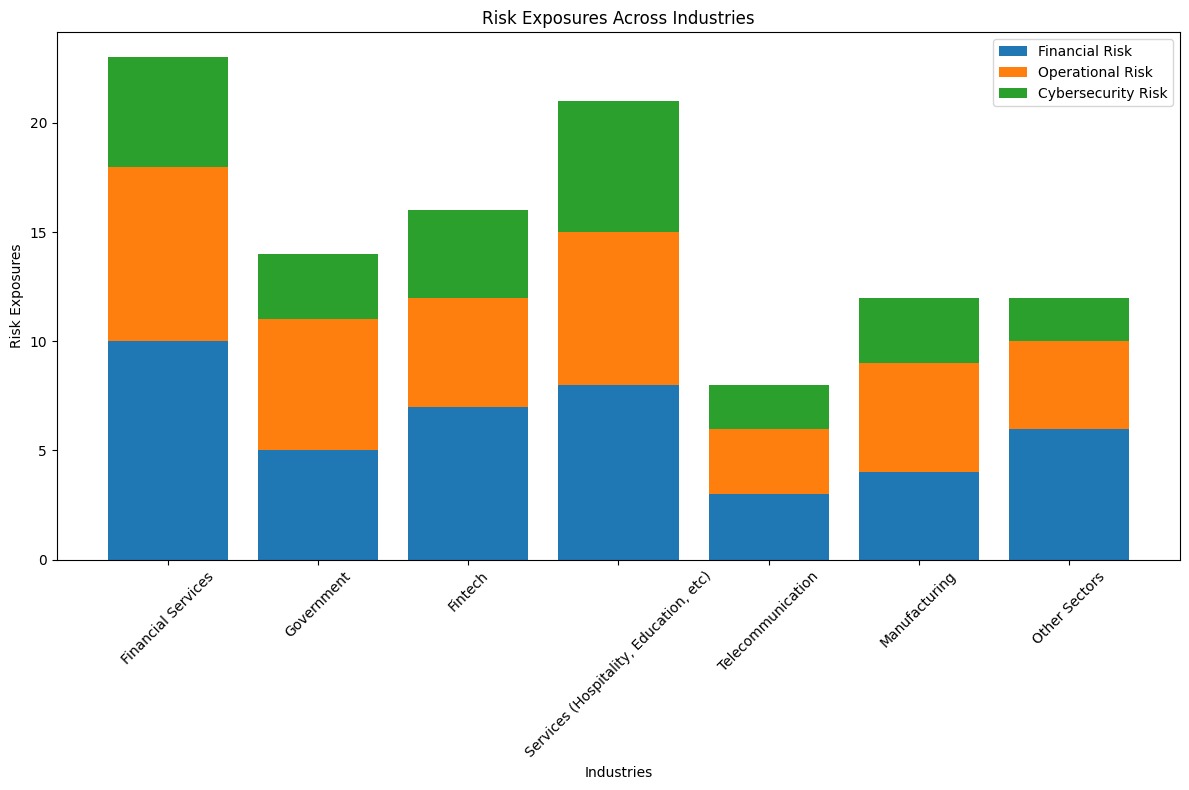 Risk Exposures Across Industries
Financial Risk
Operational Risk
Cybersecurity Risk
Risk Exposures
20
15
10
5
0
Financial Services
Government
Fintech
Services (Hospitality, Education, etc)
Telecommunication
Manufacturing
Other Sectors
Industries